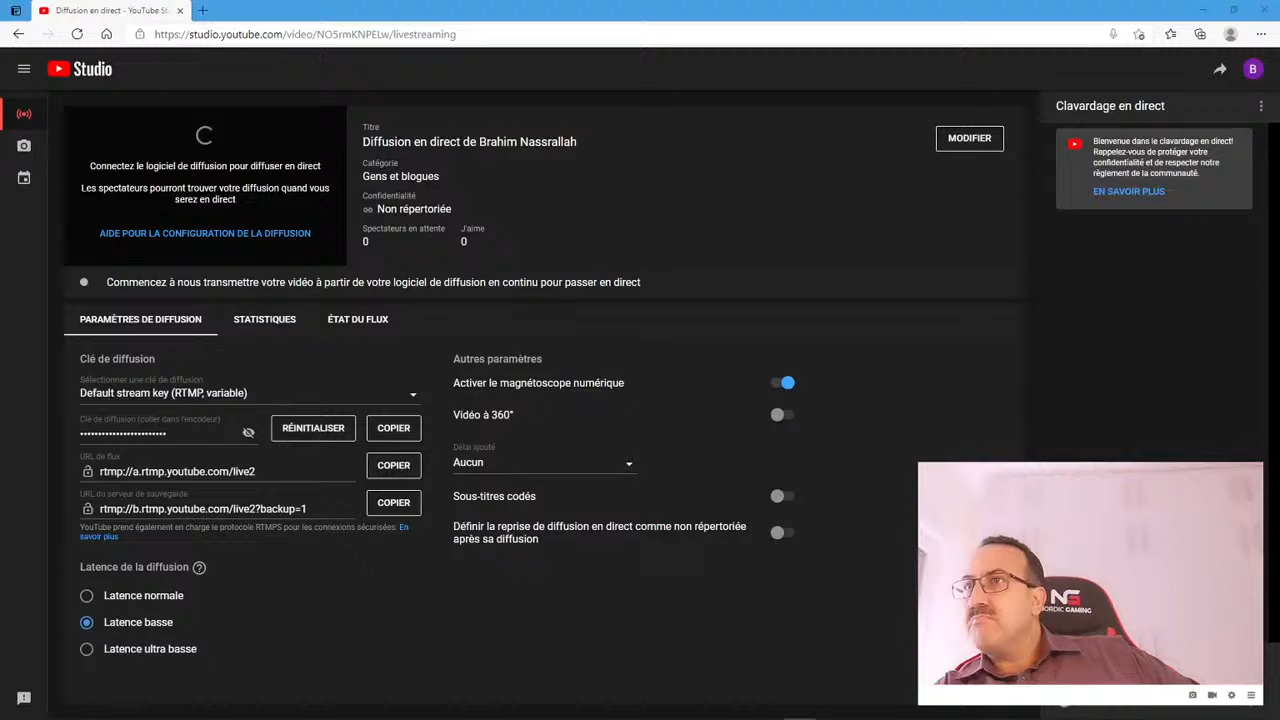 Diffusion en direct - YouTube St
https://studio.youtube.com/video/NO5rmKNPELw/livestreaming
Studio
B
Connectez le logiciel de diffusion pour diffuser en direct
Les spectateurs pourront trouver votre diffusion quand vous
serez en direct
AIDE POUR LA CONFIGURATION DE LA DIFFUSION
Titre
Diffusion en direct de Brahim Nassrallah
Catégorie
Gens et blogues
Confidentialité
Non répertoriée
Spectateurs en attente
J'aime
0
0
MODIFIER
Clavardage en direct
Bienvenue dans le clavardage en direct!
Rappelez-vous de protéger votre
confidentialité et de respecter notre
règlement de la communauté.
EN SAVOIR PLUS
Commencez à nous transmettre votre vidéo à partir de votre logiciel de diffusion en continu pour passer en direct
PARAMÈTRES DE DIFFUSION
STATISTIQUES
ÉTAT DU FLUX
Clé de diffusion
Sélectionner une clé de diffusion
Default stream key (RTMP, variable)
Clé de diffusion (coller dans l'encodeur)
RÉINITIALISER
COPIER
URL de flux
rtmp://a.rtmp.youtube.com/live2
COPIER
URL du serveur de sauvegarde
rtmp://b.rtmp.youtube.com/live2?backup=1
COPIER
YouTube prend également en charge le protocole RTMPS pour les connexions sécurisées. En
savoir plus
Latence de la diffusion
Latence normale
Latence basse
Latence ultra basse
Autres paramètres
Activer le magnétoscope numérique
Vidéo à 360°
Délai ajouté
Aucun
Sous-titres codés
Définir la reprise de diffusion en direct comme non répertoriée
après sa diffusion
NG
NORDIC GAMING